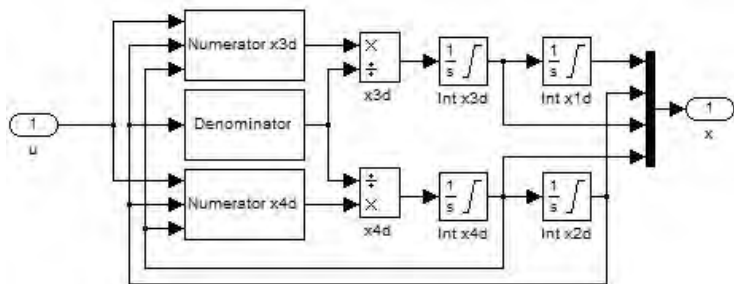 Numerator x3d
×
÷
x3d
1
s
Int x3d
1
s
Int x1d
1
u
Denominator
1
x
Numerator x4d
÷
×
x4d
1
s
Int x4d
1
s
Int x2d